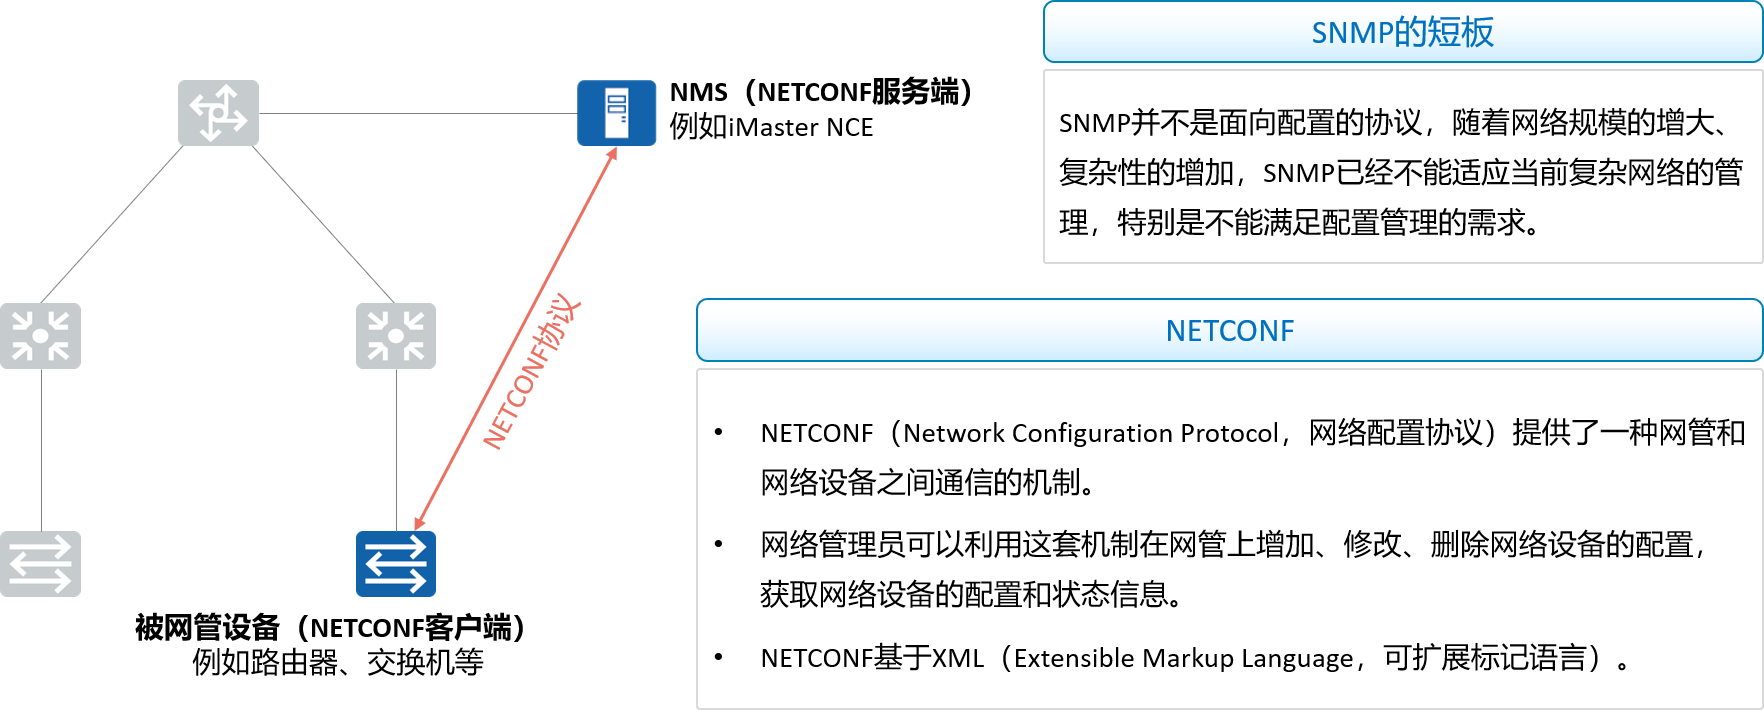 NMS（NETCONF服务端）
例如iMaster NCE
NETCONF协议
被网管设备（NETCONF客户端）
例如路由器、交换机等
SNMP的短板
SNMP并不是面向配置的协议，随着网络规模的增大、
复杂性的增加，SNMP已经不能适应当前复杂网络的管
理，特别是不能满足配置管理的需求。
NETCONF
• NETCONF（Network Configuration Protocol，网络配置协议）提供了一种网管和
网络设备之间通信的机制。
• 网络管理员可以利用这套机制在网管上增加、修改、删除网络设备的配置，
获取网络设备的配置和状态信息。
• NETCONF基于XML（Extensible Markup Language，可扩展标记语言）。